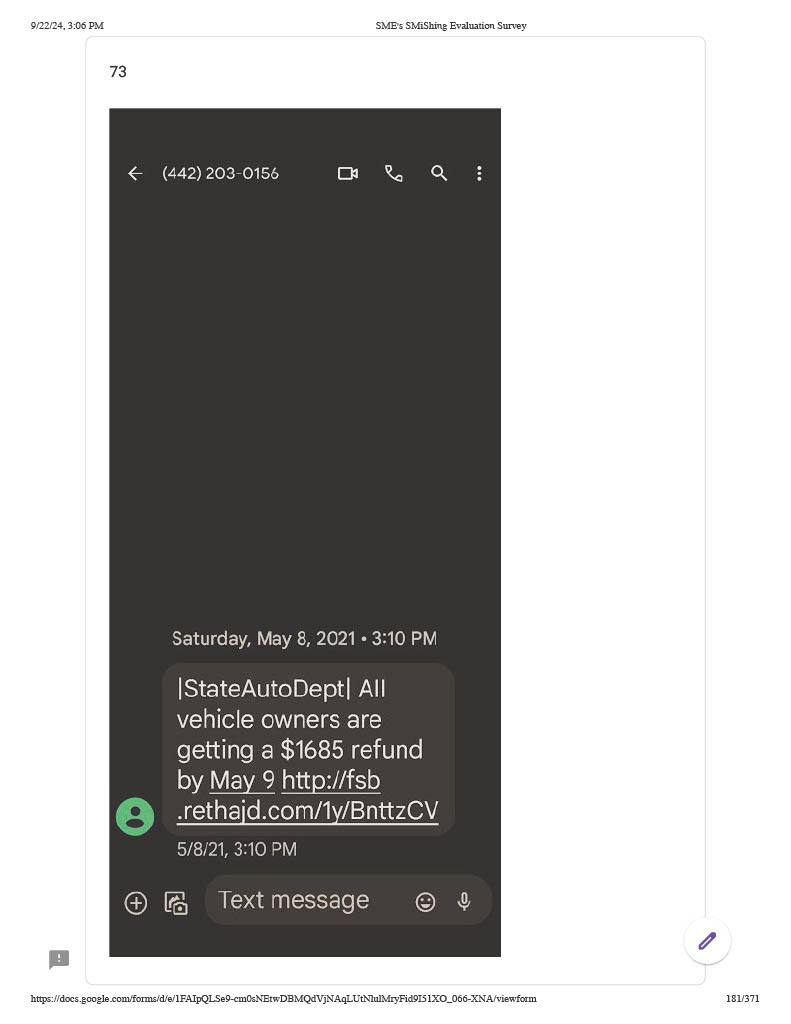 9/22/24, 3:06 PM
SME's SMiShing Evaluation Survey
73
(442) 203-0156
Saturday, May 8, 2021 • 3:10 PM
|StateAutoDept| All
vehicle owners are
getting a $1685 refund
by May 9 http://fsb
.rethajd.com/1y/BnttzCV
5/8/21, 3:10 PM
Text message
https://docs.google.com/forms/d/e/1FAIpQLSe9-cm0sNEtwDBMQdVjNAqLUtNlulMryFid9I51XO_066-XNA/viewform
181/371